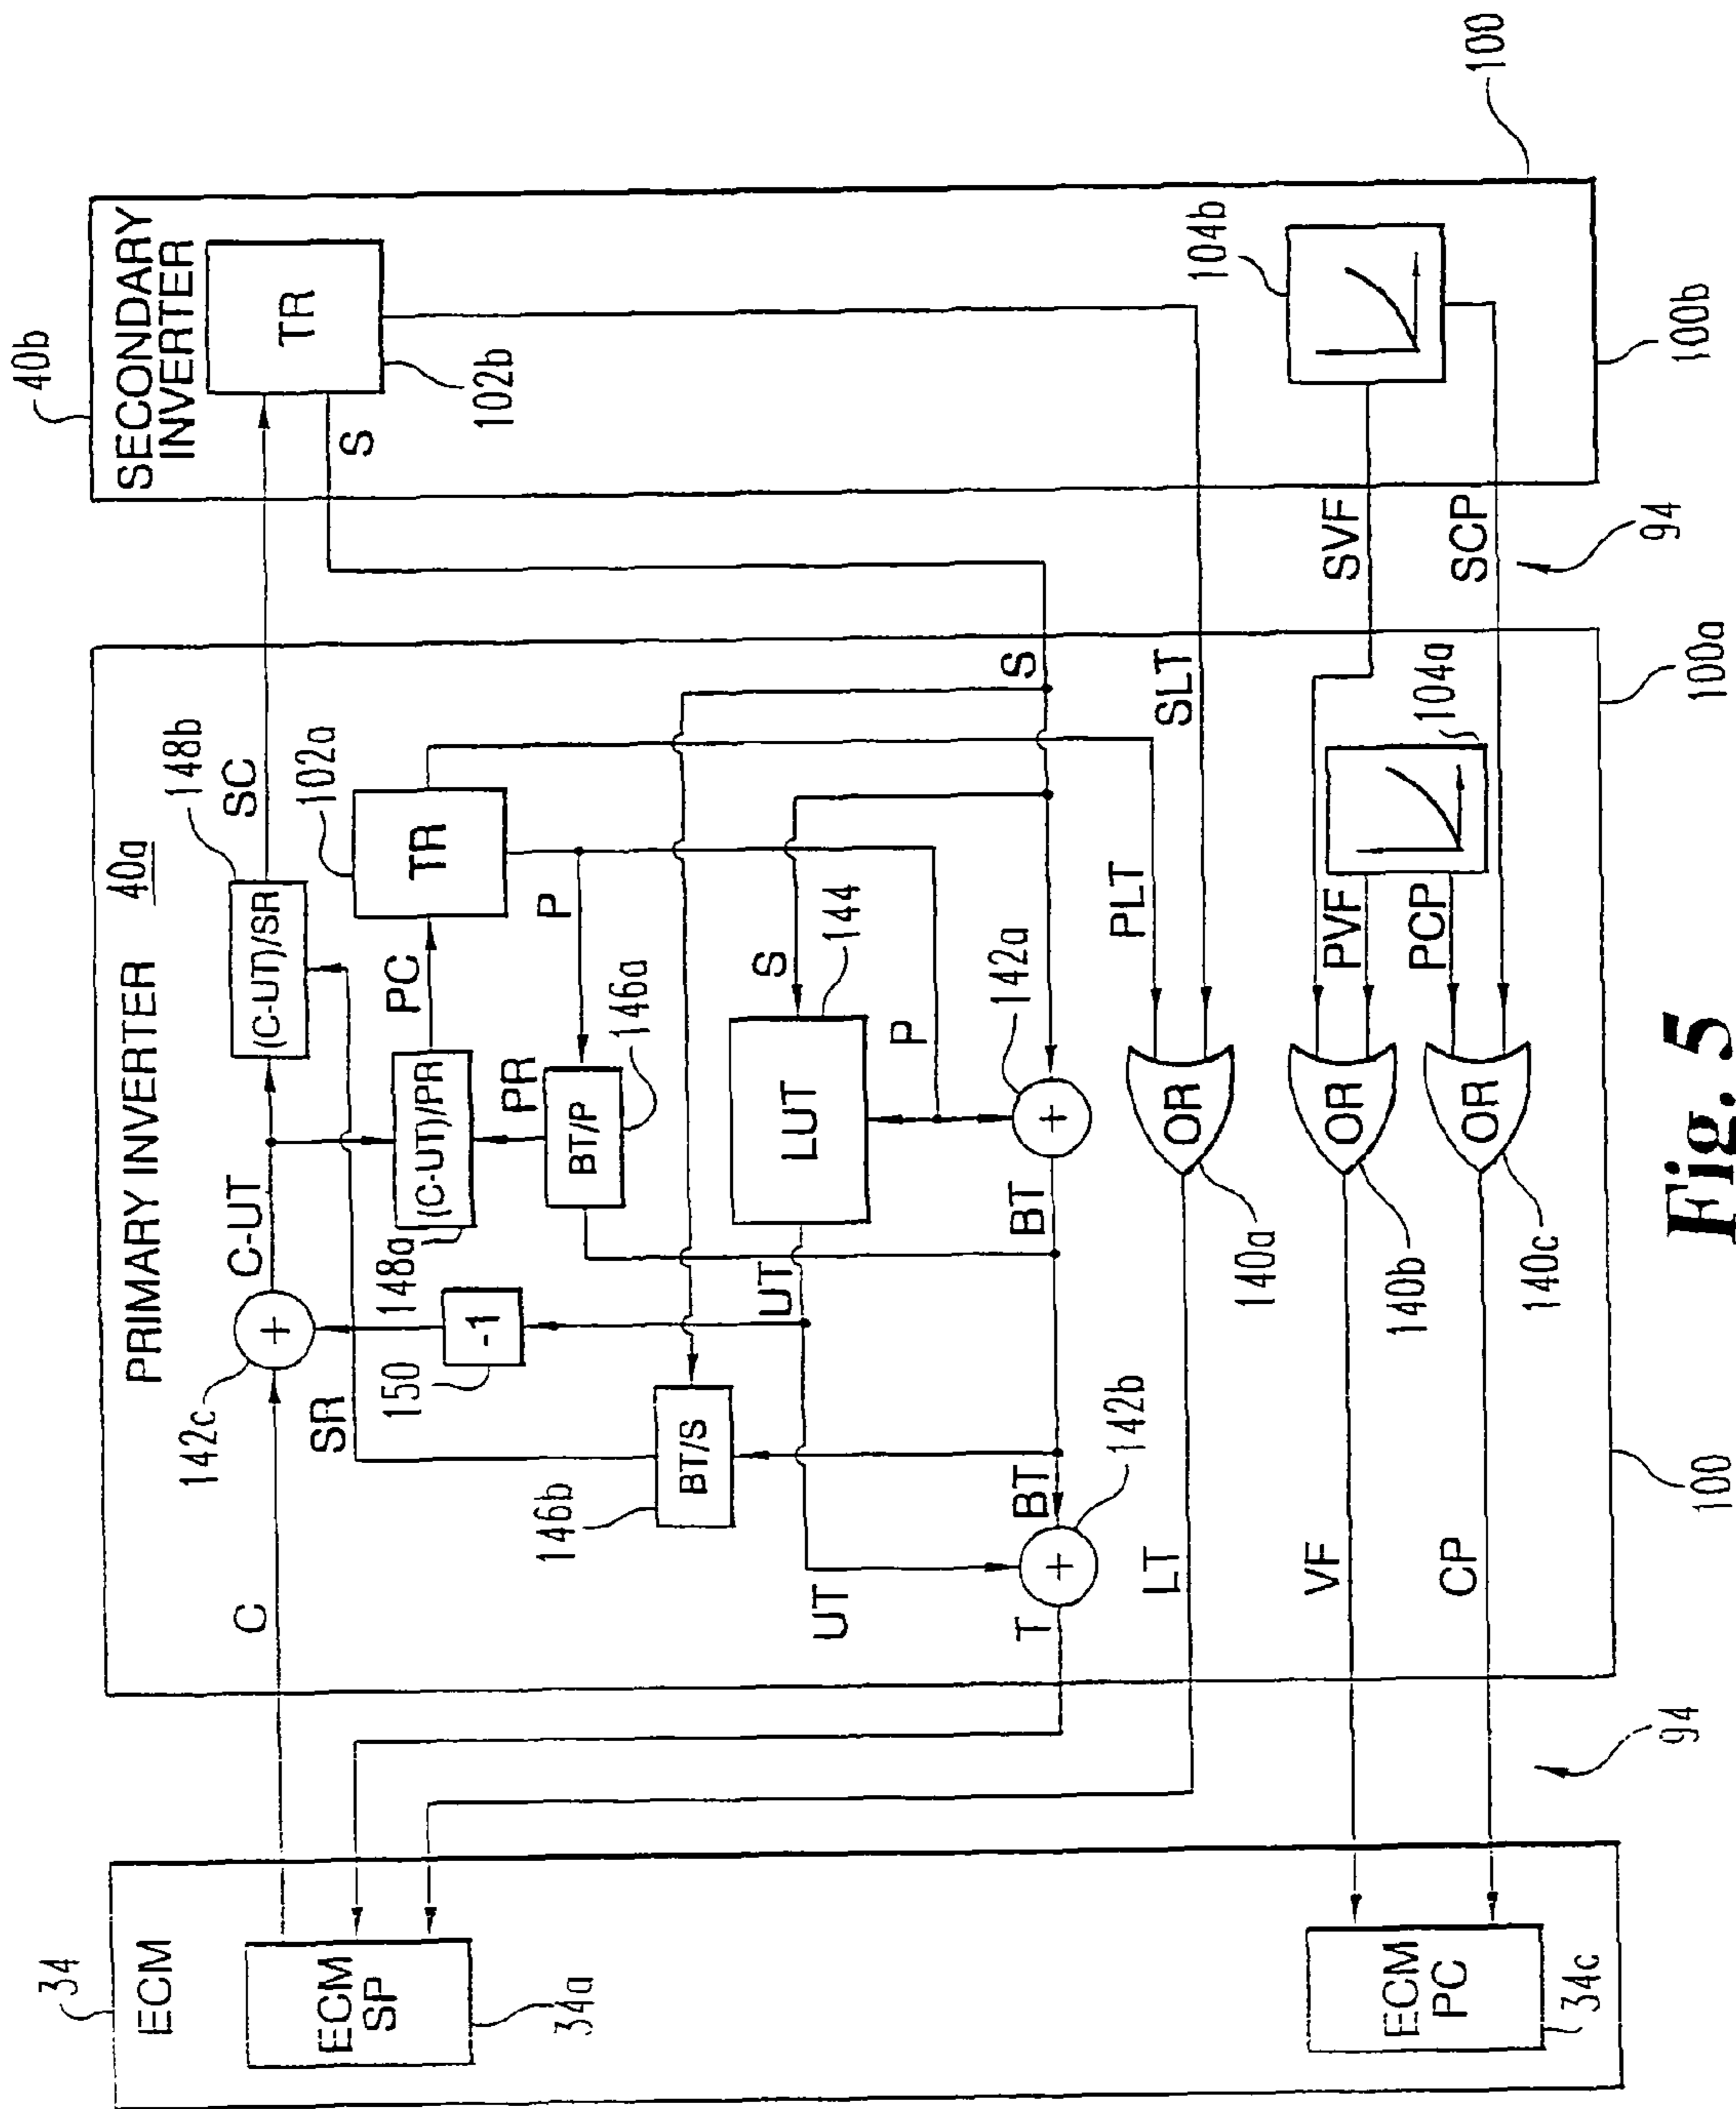 34
ECM
ECM
SP
34a
ECM
PC
34c
94
C
T
LT
VF
CP
PRIMARY INVERTER 40a
142c
C-UT
148b
(C-UT)/SR
SC
SR
150
-1
148a
(C-UT)/PR
PC
102a
TR
PR
BT/P
146a
P
146b
BT/S
UT
LUT
144
S
P
UT
BT
142b
BT
142a
S
OR
140a
PLT
SLT
OR
140b
PVF
OR
140c
PCP
104a
100
100a
SVF
SCP
94
40b
SECONDARY
INVERTER
TR
102b
S
104b
100b
100
Fig. 5